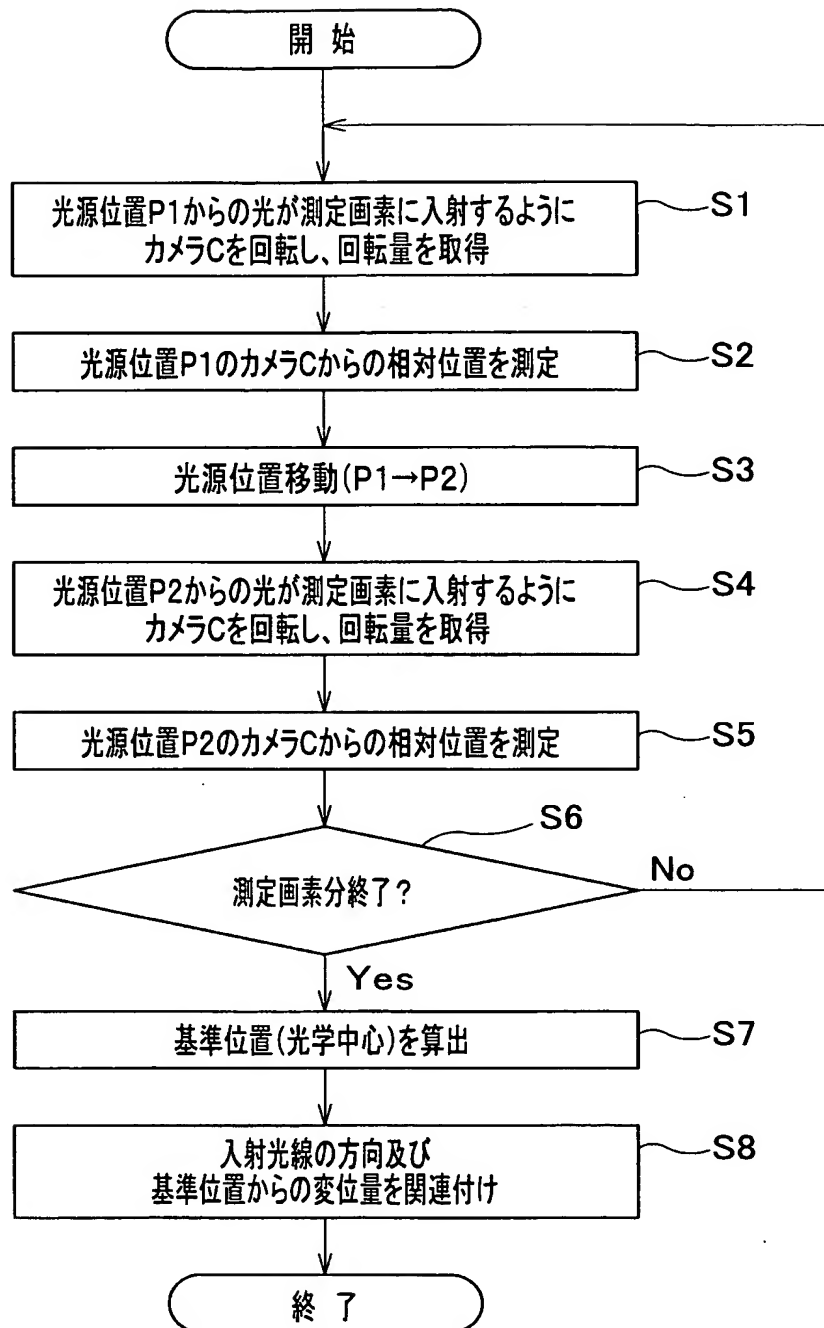 開 始
光源位置P1からの光が測定画素に入射するように
カメラCを回転し、回転量を取得
S1
光源位置P1のカメラCからの相対位置を測定
S2
光源位置移動(P1→P2)
S3
光源位置P2からの光が測定画素に入射するように
カメラCを回転し、回転量を取得
S4
光源位置P2のカメラCからの相対位置を測定
S5
S6
測定画素分終了?
No
Yes
基準位置(光学中心)を算出
S7
入射光線の方向及び
基準位置からの変位量を関連付け
S8
終 了